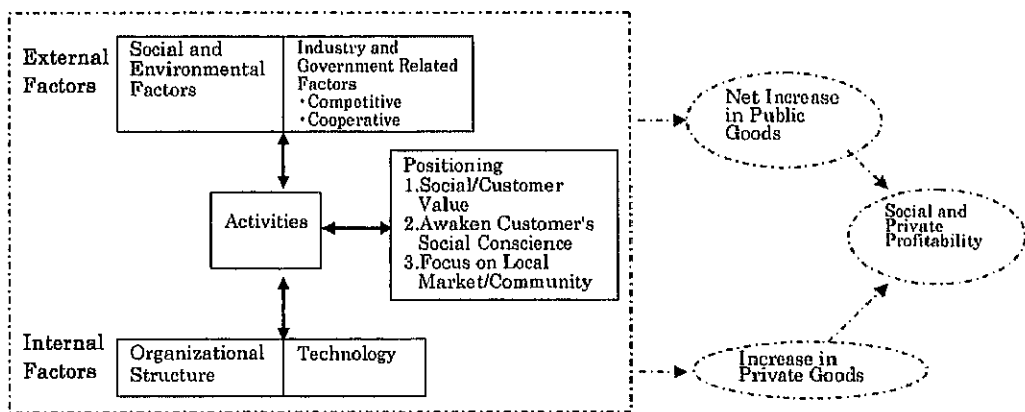 External
Factors
Social and
Environmental
Factors
Industry and
Government Related
Factors
・Competitive
・Cooperative
Activities
Positioning
1.Social/Customer
Value
2.Awaken Customer's
Social Conscience
3.Focus on Local
Market/Community
Internal
Factors
Organizational
Structure
Technology
Net Increase
in Public
Goods
Social and
Private
Profitability
Increase in
Private Goods